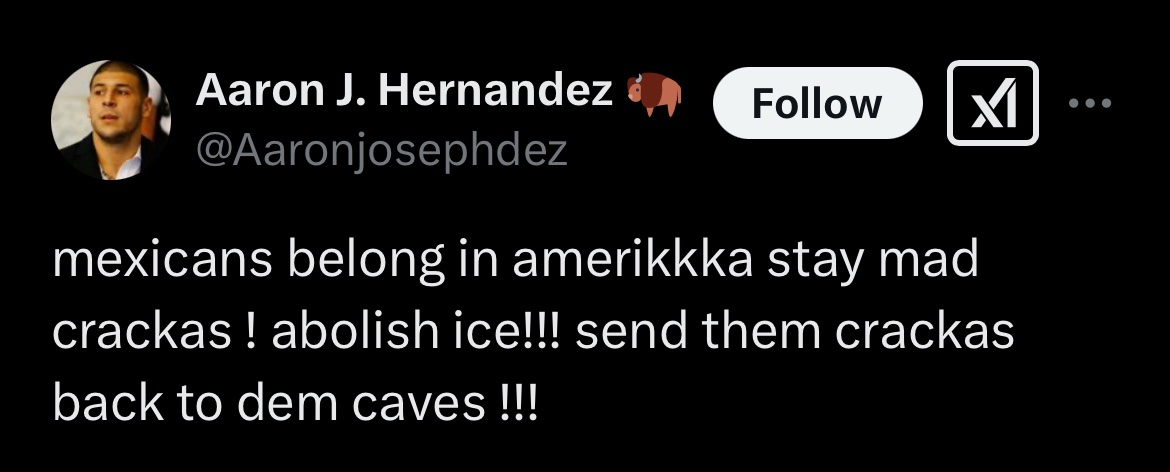 Aaron J. Hernandez 🦬
Follow
@Aaronjosephdez
mexicans belong in amerikkka stay mad
crackas ! abolish ice!!! send them crackas
back to dem caves !!!